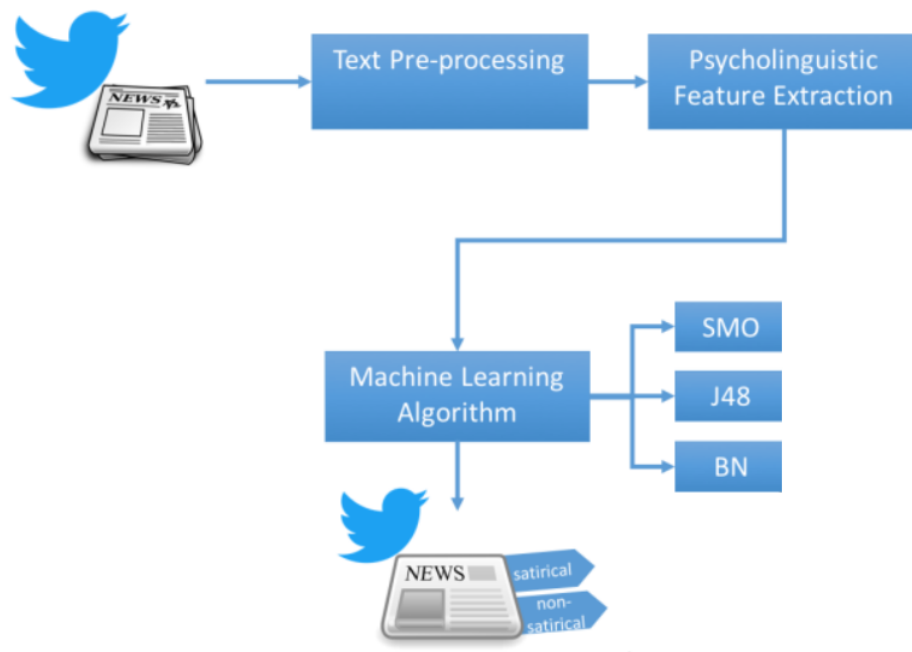 NEWS
Text Pre-processing
Psycholinguistic
Feature Extraction
Machine Learning
Algorithm
SMO
J48
BN
NEWS
satirical
non-
satirical